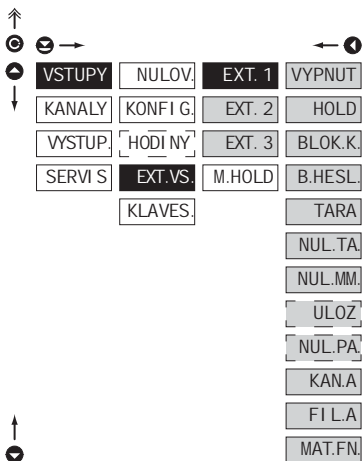 VSTUPY NULOV. EXT. 1 VYPNUT
KANALY KONFIG. EXT. 2 HOLD
VYSTUP. HODINY EXT. 3 BLOK.K.
SERVIS EXT.VS. M.HOLD B.HESL.
KLAVES. TARA
NUL.TA.
NUL.MM.
ULOZ
NUL.PA.
KAN.A
FIL.A
MAT.FN.